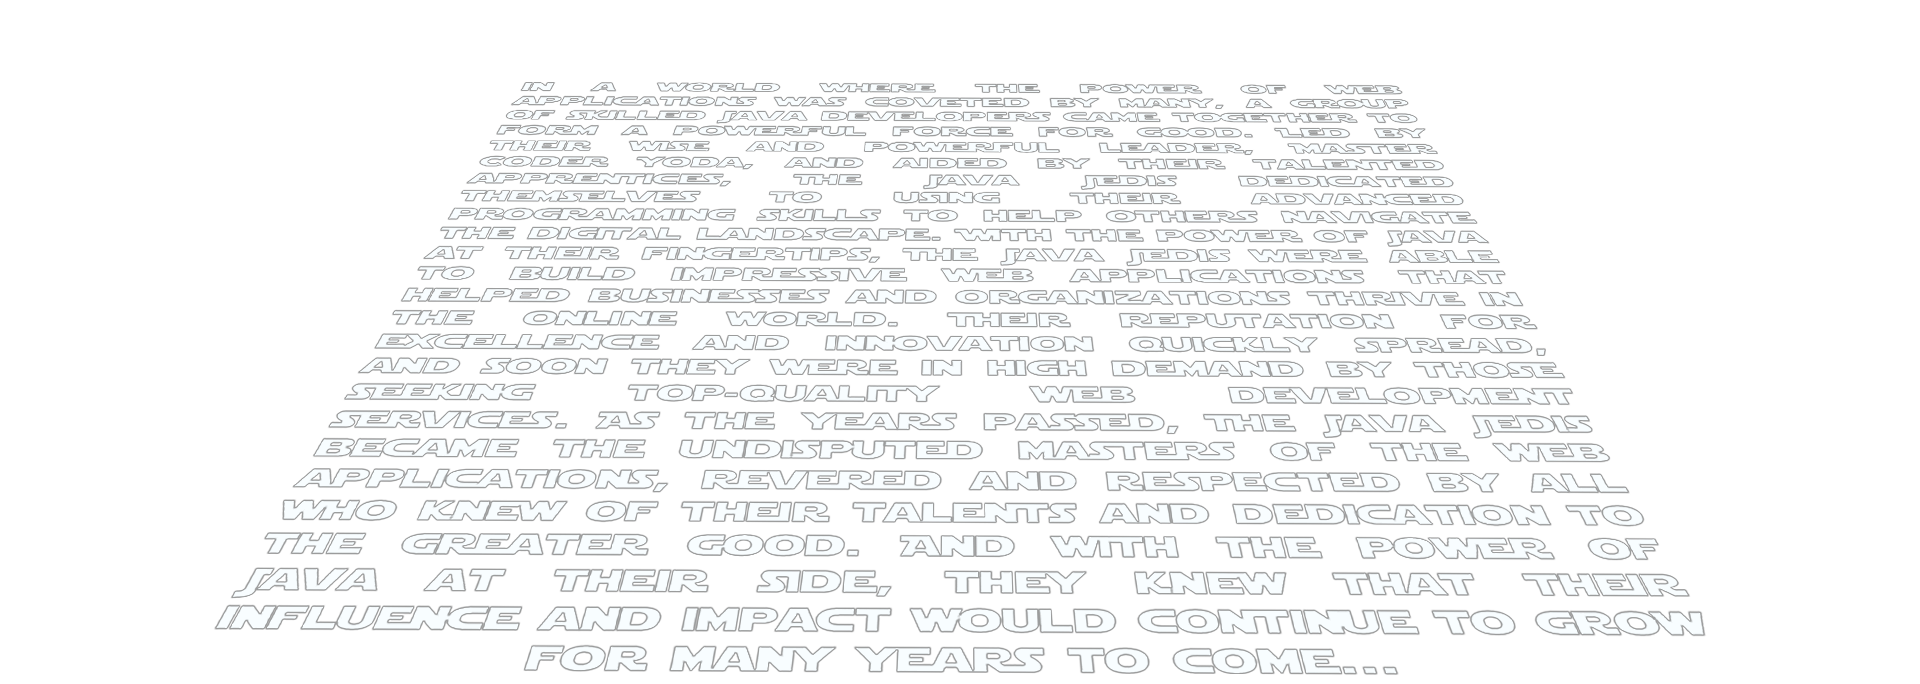 IN A WORLD WHERE THE POWER OF WEB
APPLICATIONS WAS COVETED BY MANY, A GROUP
OF SKILLED JAVA DEVELOPERS CAME TOGETHER TO
FORM A POWERFUL FORCE FOR GOOD. LED BY
THEIR WISE AND POWERFUL LEADER, MASTER
CODER YODA, AND AIDED BY THEIR TALENTED
APPRENTICES, THE JAVA JEDIS DEDICATED
THEMSELVES TO USING THEIR ADVANCED
PROGRAMMING SKILLS TO HELP OTHERS NAVIGATE
THE DIGITAL LANDSCAPE. WITH THE POWER OF JAVA
AT THEIR FINGERTIPS, THE JAVA JEDIS WERE ABLE
TO BUILD IMPRESSIVE WEB APPLICATIONS THAT
HELPED BUSINESSES AND ORGANIZATIONS THRIVE IN
THE ONLINE WORLD. THEIR REPUTATION FOR
EXCELLENCE AND INNOVATION QUICKLY SPREAD,
AND SOON THEY WERE IN HIGH DEMAND BY THOSE
SEEKING TOP-QUALITY WEB DEVELOPMENT
SERVICES. AS THE YEARS PASSED, THE JAVA JEDIS
BECAME THE UNDISPUTED MASTERS OF THE WEB
APPLICATIONS, REVERED AND RESPECTED BY ALL
WHO KNEW OF THEIR TALENTS AND DEDICATION TO
THE GREATER GOOD. AND WITH THE POWER OF
JAVA AT THEIR SIDE, THEY KNEW THAT THEIR
INFLUENCE AND IMPACT WOULD CONTINUE TO GROW
FOR MANY YEARS TO COME...